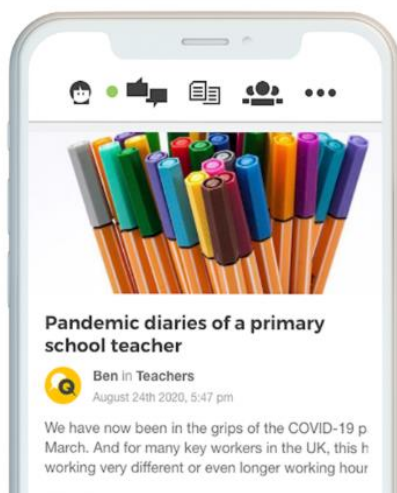 Pandemic diaries of a primary
school teacher
Ben in Teachers
August 24th 2020, 5:47 pm
We have now been in the grips of the COVID-19 p
March. And for many key workers in the UK, this h
working very different or even longer working hour